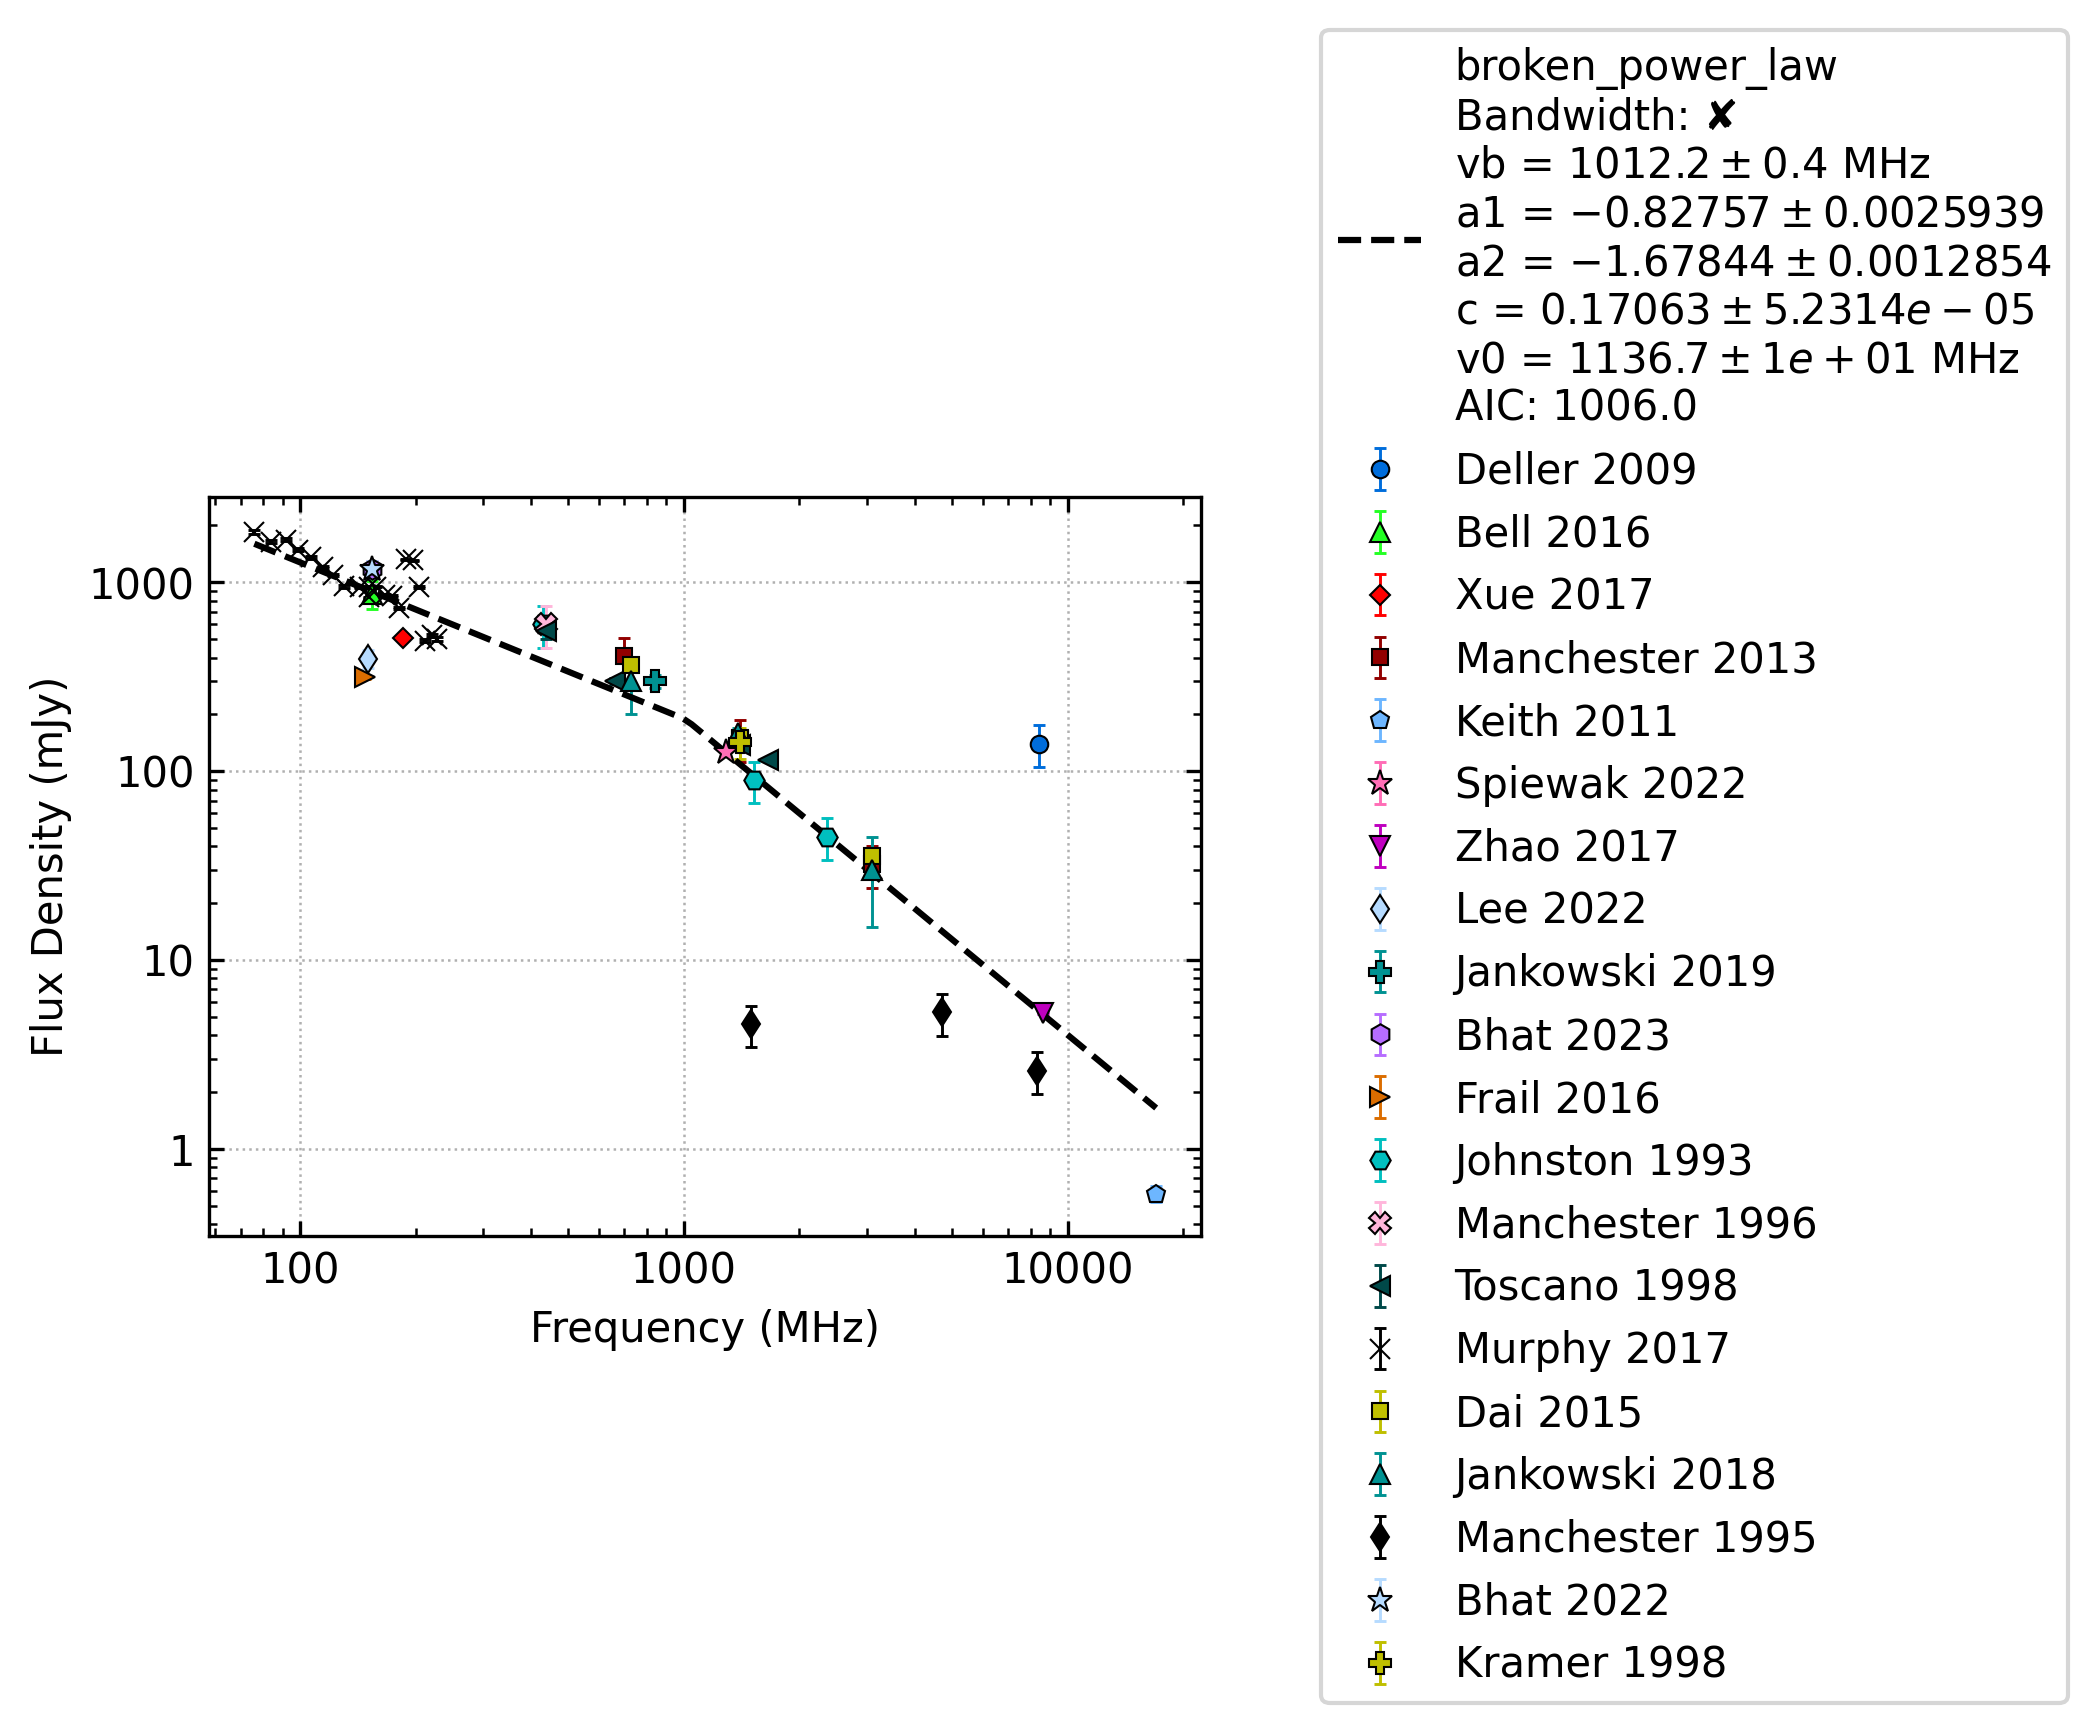 broken_power_law
Bandwidth: ✘
vb = 1012.2 ± 0.4 MHz
a1 = −0.82757 ± 0.0025939
a2 = −1.67844 ± 0.0012854
c = 0.17063 ± 5.2314e − 05
v0 = 1136.7 ± 1e + 01 MHz
AIC: 1006.0
Deller 2009
Bell 2016
Xue 2017
Manchester 2013
Keith 2011
Spiewak 2022
Zhao 2017
Lee 2022
Jankowski 2019
Bhat 2023
Frail 2016
Johnston 1993
Manchester 1996
Toscano 1998
Murphy 2017
Dai 2015
Jankowski 2018
Manchester 1995
Bhat 2022
Kramer 1998
Flux Density (mJy)
1000
100
10
1
100
1000
10000
Frequency (MHz)